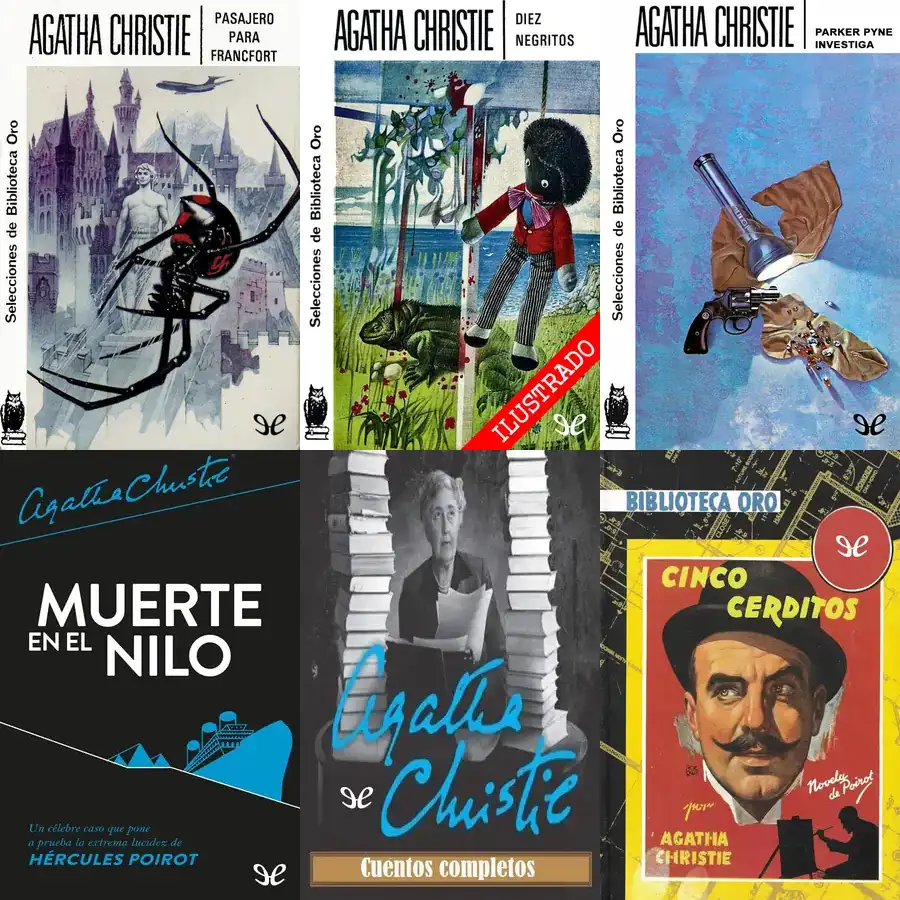 AGATHA CHRISTIE
PASAJERO
PARA
FRANCFORT
Selecciones de Biblioteca Oro
AGATHA CHRISTIE
DIEZ
NEGRITOS
Selecciones de Biblioteca Oro
ILUSTRADO
AGATHA CHRISTIE
PARKER PYNE
INVESTIGA
Selecciones de Biblioteca Oro
Agatha Christie
MUERTE
EN EL
NILO
Un célebre caso que pone
a prueba la extrema lucidez de
HÉRCULES POIROT
Agatha
Christie
Cuentos completos
BIBLIOTECA ORO
CINCO
CERDITOS
Novela
de Poirot
por
AGATHA
CHRISTIE